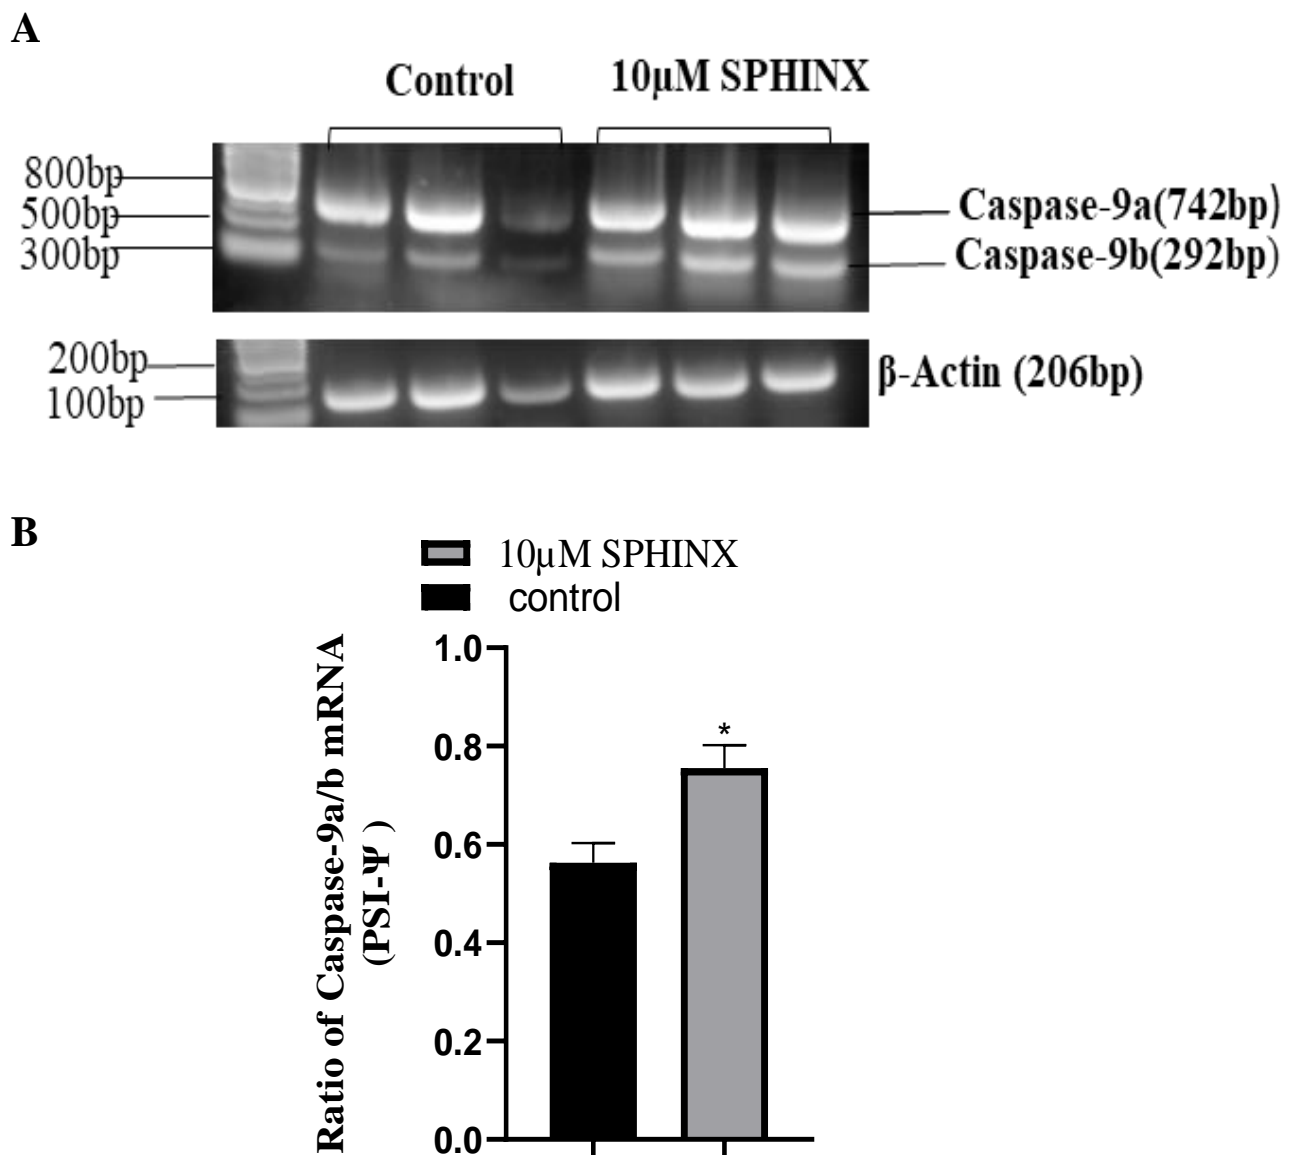 A
Control
10µM SPHINX
800bp
500bp
300bp
Caspase-9a(742bp)
Caspase-9b(292bp)
200bp
100bp
β-Actin (206bp)
B
10µM SPHINX
control
Ratio of Caspase-9a/b mRNA
(PSI-Ψ )
1.0
0.8
*
0.6
0.4
0.2
0.0